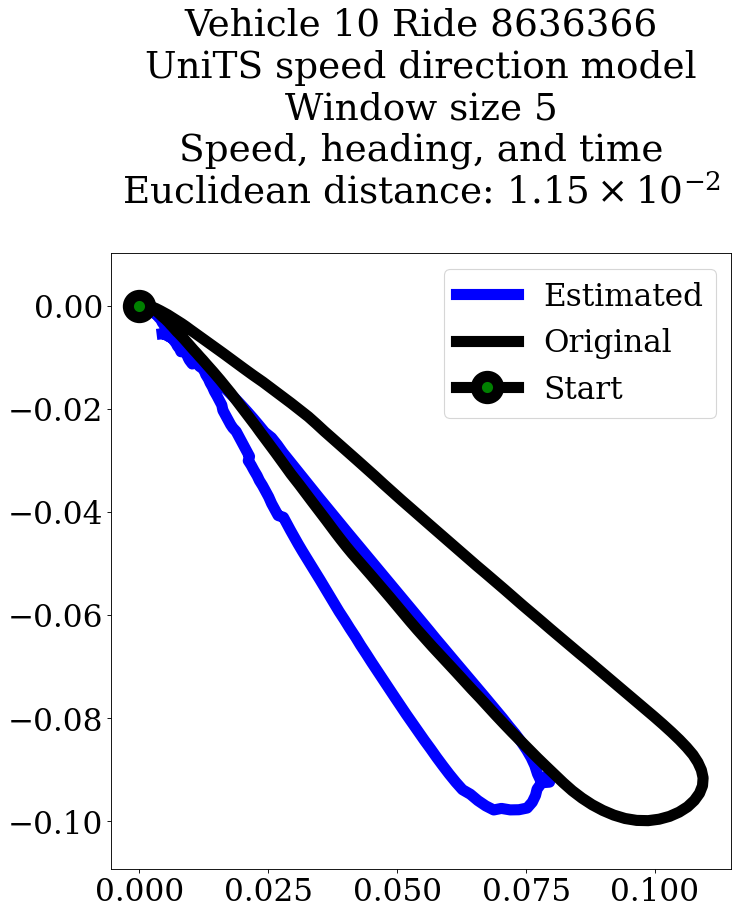 Vehicle 10 Ride 8636366
UniTS speed direction model
Window size 5
Speed, heading, and time
Euclidean distance: 1.15 × 10⁻²
Estimated
Original
Start
0.00
−0.02
−0.04
−0.06
−0.08
−0.10
0.000 0.025 0.050 0.075 0.100